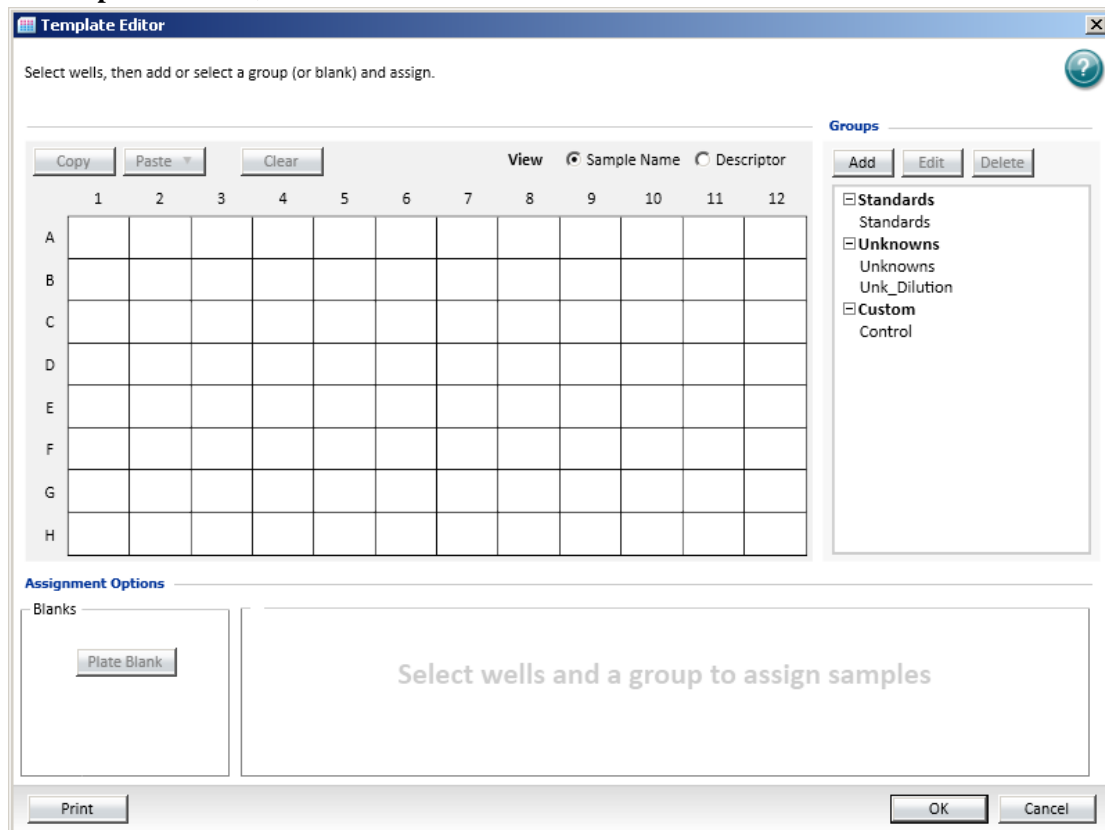 Template Editor
Select wells, then add or select a group (or blank) and assign.
?
Groups
Copy Paste Clear View Sample Name Descriptor Add Edit Delete
1 2 3 4 5 6 7 8 9 10 11 12
A
B
C
D
E
F
G
H
Standards
Standards
Unknowns
Unknowns
Unk_Dilution
Custom
Control
Assignment Options
Blanks
Plate Blank
Select wells and a group to assign samples
Print OK Cancel